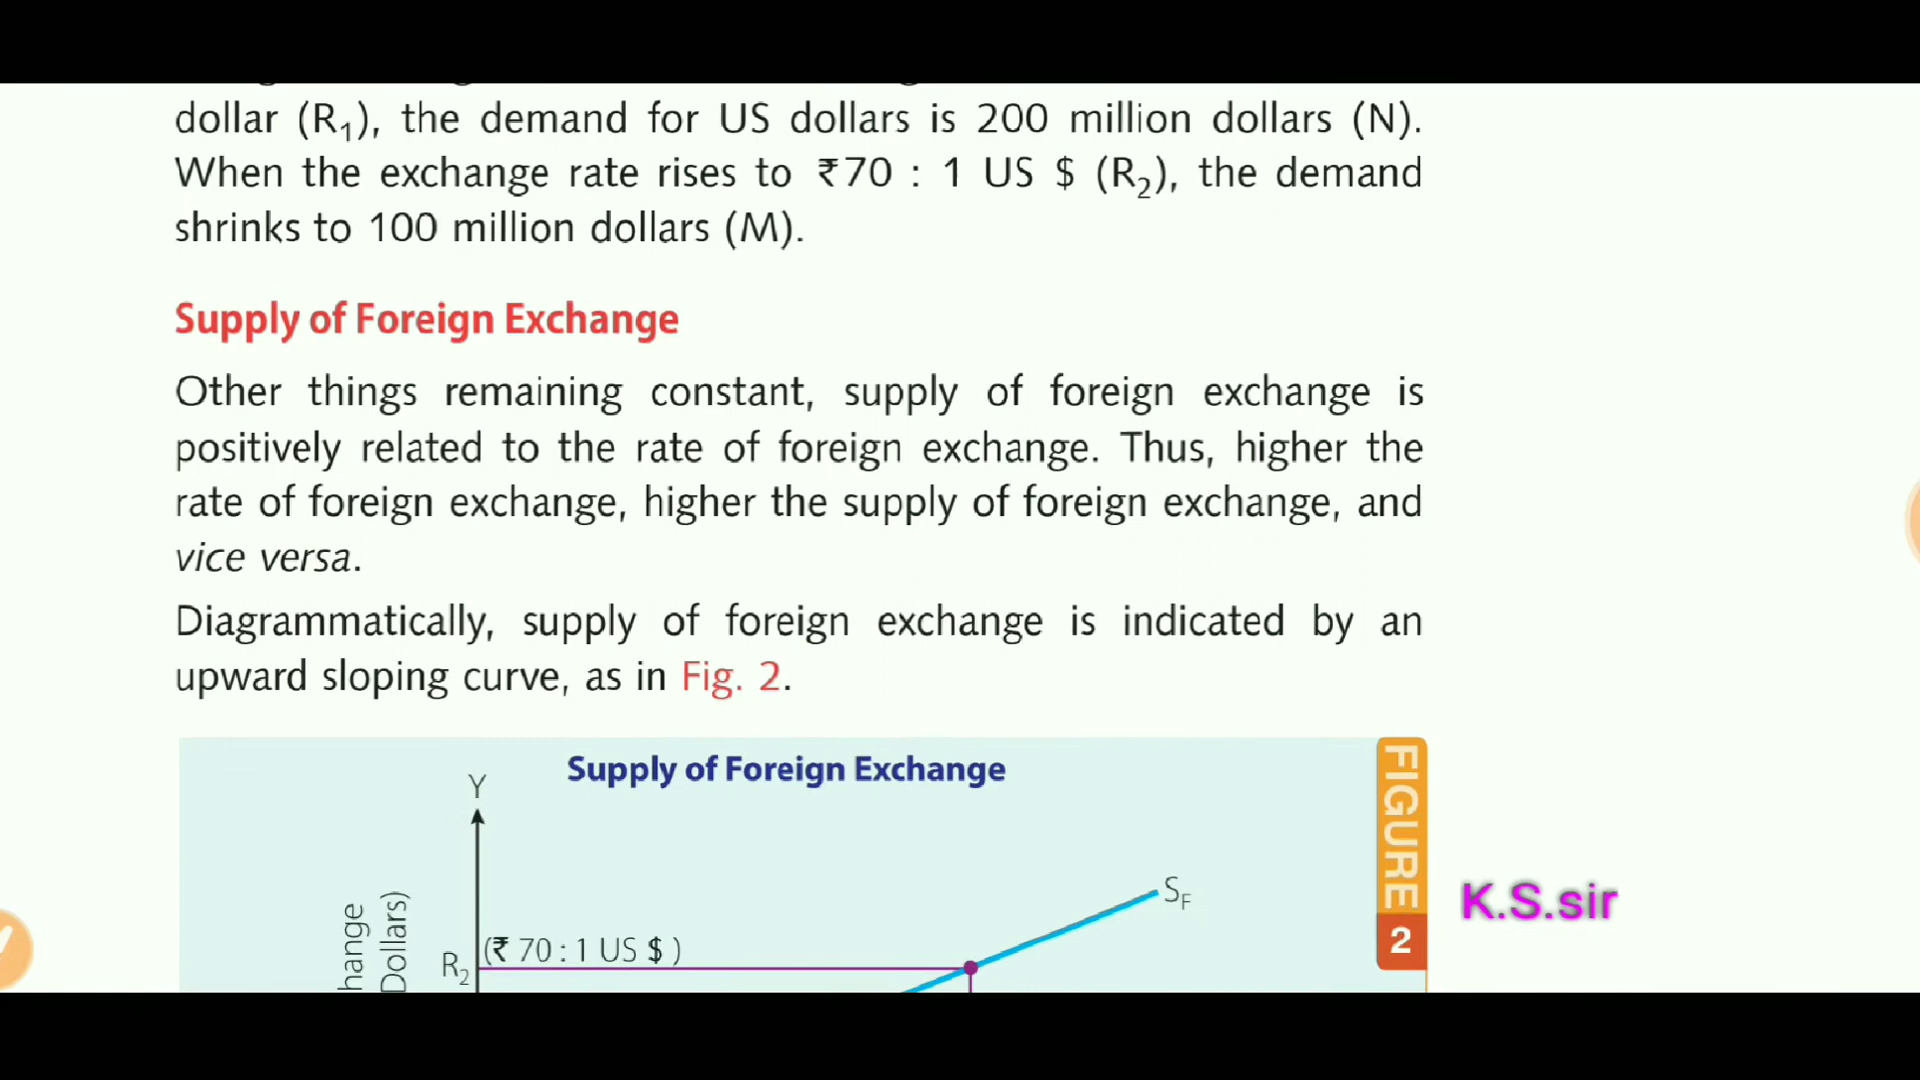 dollar (R₁), the demand for US dollars is 200 million dollars (N).
When the exchange rate rises to ₹70 : 1 US $ (R₂), the demand
shrinks to 100 million dollars (M).
Supply of Foreign Exchange
Other things remaining constant, supply of foreign exchange is
positively related to the rate of foreign exchange. Thus, higher the
rate of foreign exchange, higher the supply of foreign exchange, and
vice versa.
Diagrammatically, supply of foreign exchange is indicated by an
upward sloping curve, as in Fig. 2.
Supply of Foreign Exchange
Y
S_F
(₹ 70 : 1 US $ )
R₂
hange
Dollars)
FIGURE
2
K.S.sir